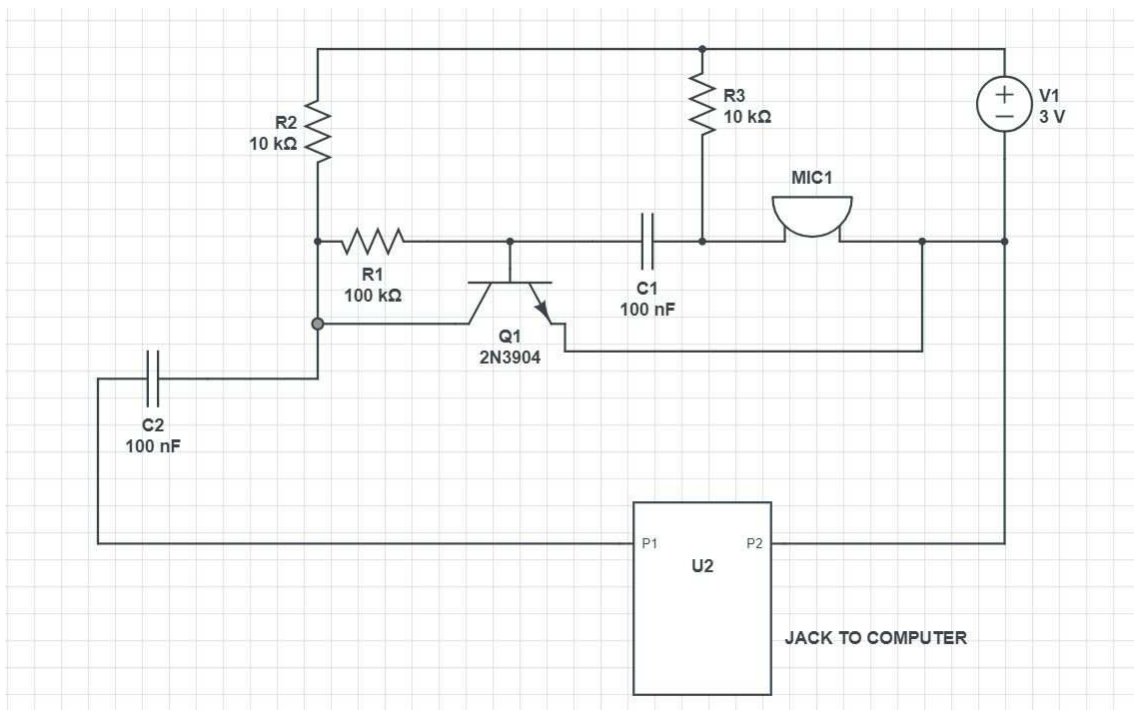 R3
10 kΩ
V1
3 V
R2
10 kΩ
MIC1
R1
100 kΩ
C1
100 nF
Q1
2N3904
C2
100 nF
P1
P2
U2
JACK TO COMPUTER